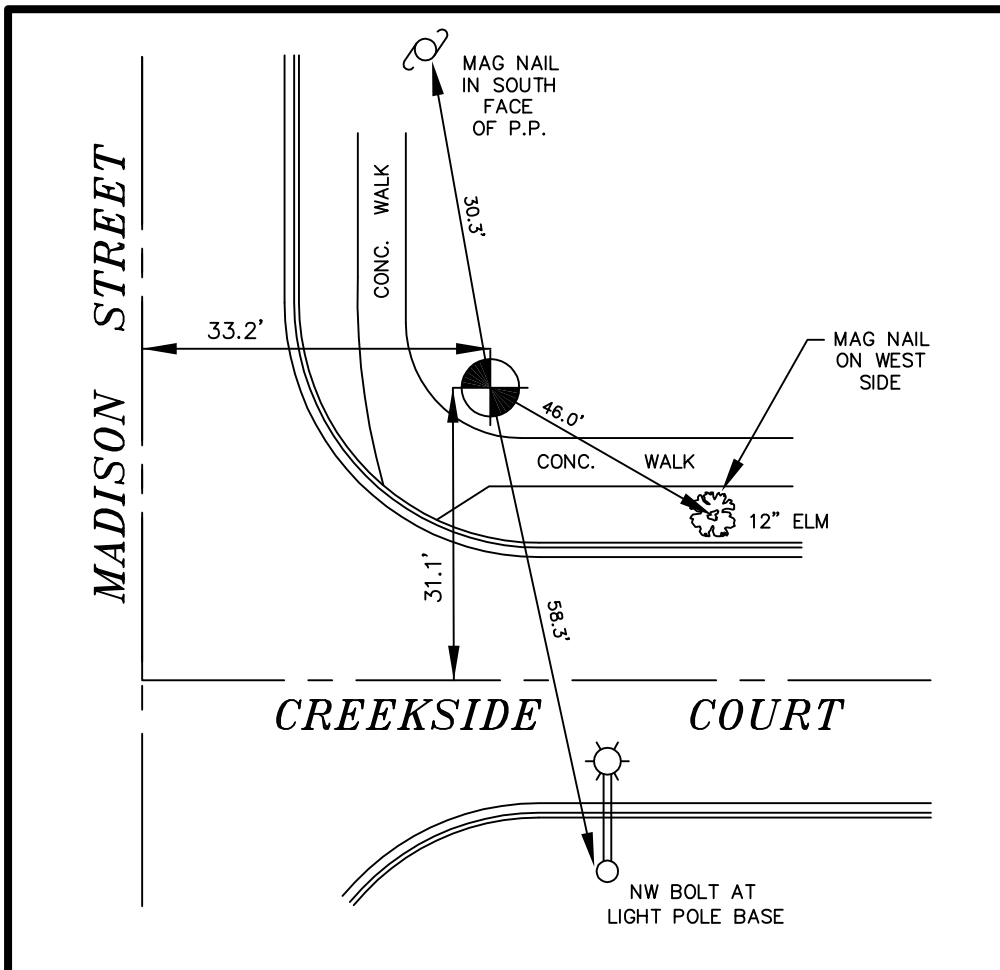 MAG NAIL
IN SOUTH
FACE
OF P.P.
MADISON STREET
CONC. WALK
30.3'
33.2'
MAG NAIL
ON WEST
SIDE
46.0'
CONC. WALK
12" ELM
31.1'
58.3'
CREEKSIDE COURT
NW BOLT AT
LIGHT POLE BASE